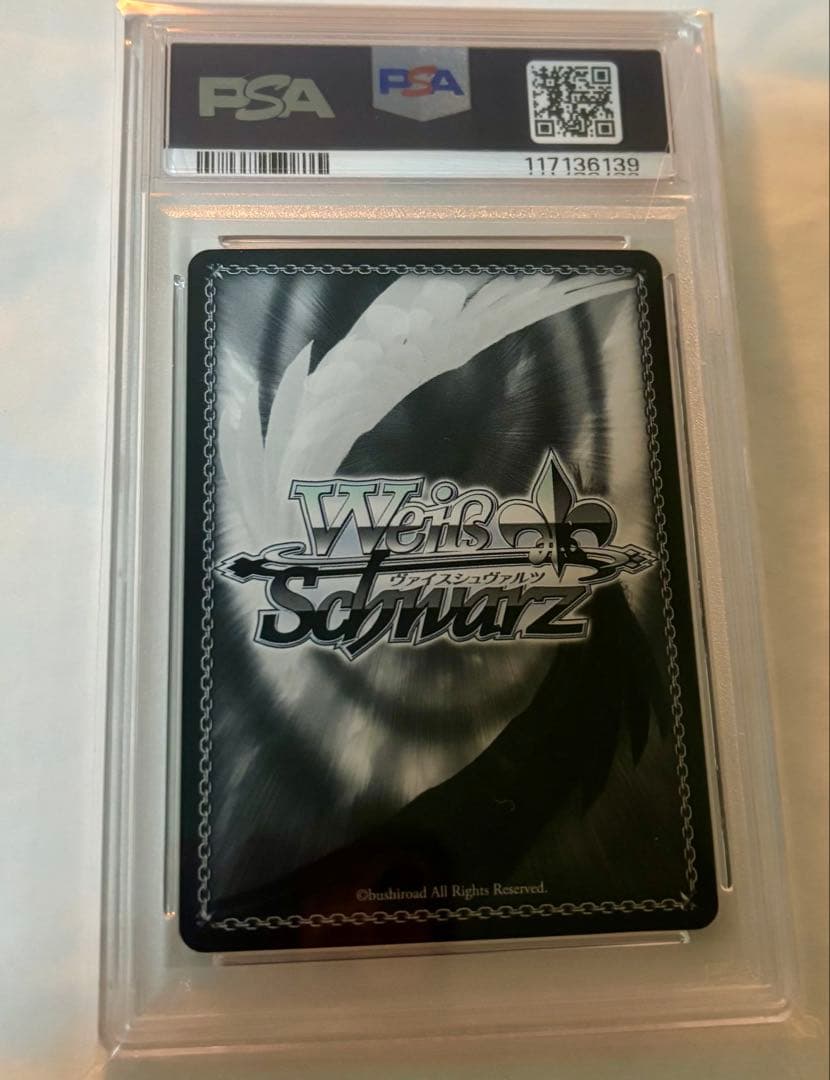 PSA
PSA
117136139
Weiß
ヴァイスシュヴァルツ
Schwarz
©bushiroad All Rights Reserved.